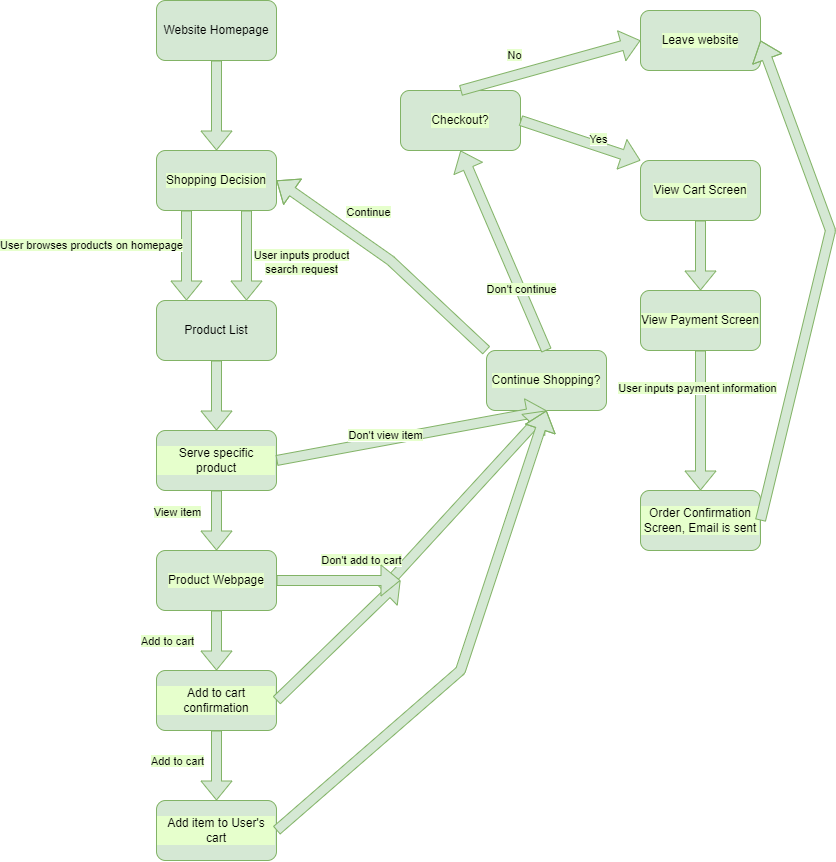 Website Homepage
Leave website
No
Checkout?
Yes
Shopping Decision
View Cart Screen
Continue
User browses products on homepage
User inputs product
search request
Don't continue
Product List
View Payment Screen
Continue Shopping?
User inputs payment information
Don't view item
Serve specific
product
View item
Order Confirmation
Screen, Email is sent
Don't add to cart
Product Webpage
Add to cart
Add to cart
confirmation
Add to cart
Add item to User's
cart